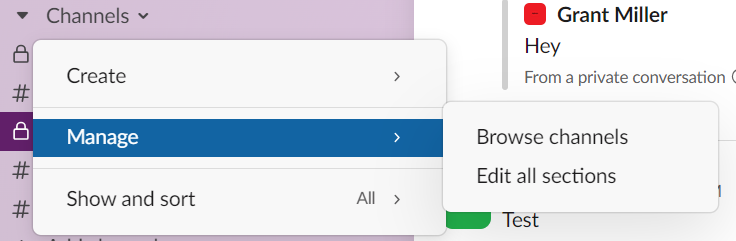 Channels
Create
Manage
Show and sort All
Browse channels
Edit all sections
Grant Miller
Hey
From a private conversation
Test